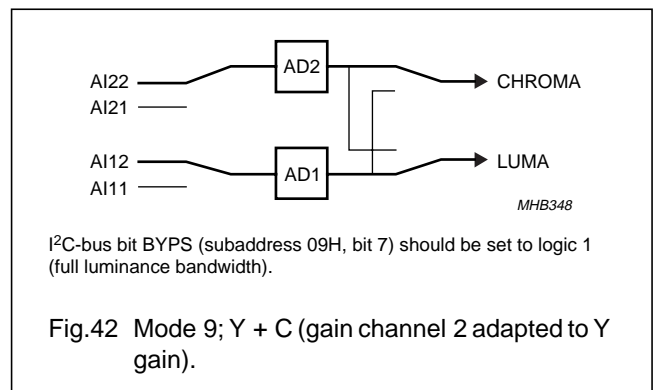 AI22
AI21
AD2
CHROMA
AI12
AI11
AD1
LUMA
MHB348
I²C-bus bit BYPS (subaddress 09H, bit 7) should be set to logic 1
(full luminance bandwidth).
Fig.42 Mode 9; Y + C (gain channel 2 adapted to Y
gain).